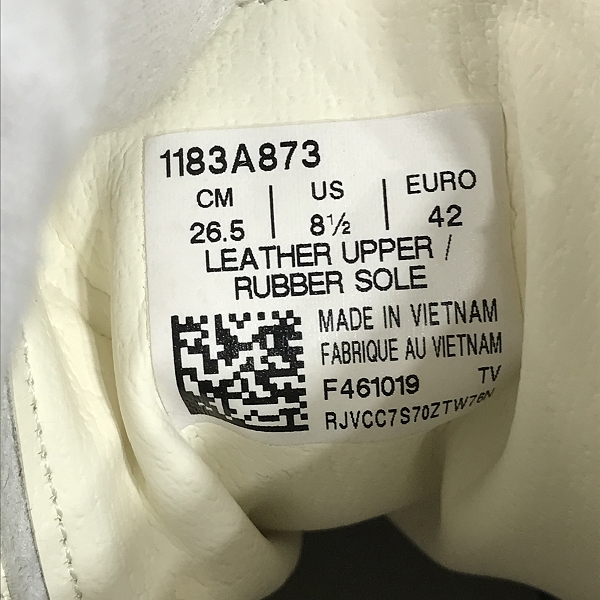 1183A873
CM | US | EURO
26.5 | 8½ | 42
LEATHER UPPER /
RUBBER SOLE
MADE IN VIETNAM
FABRIQUE AU VIETNAM
F461019 TV
RJVCC7S70ZTW76N